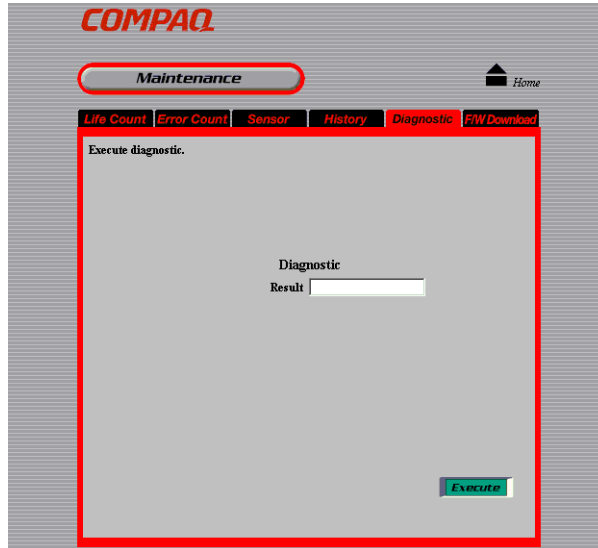 COMPAQ
Maintenance
Home
Life Count Error Count Sensor History Diagnostic F/W Download
Execute diagnostic.
Diagnostic
Result
Execute